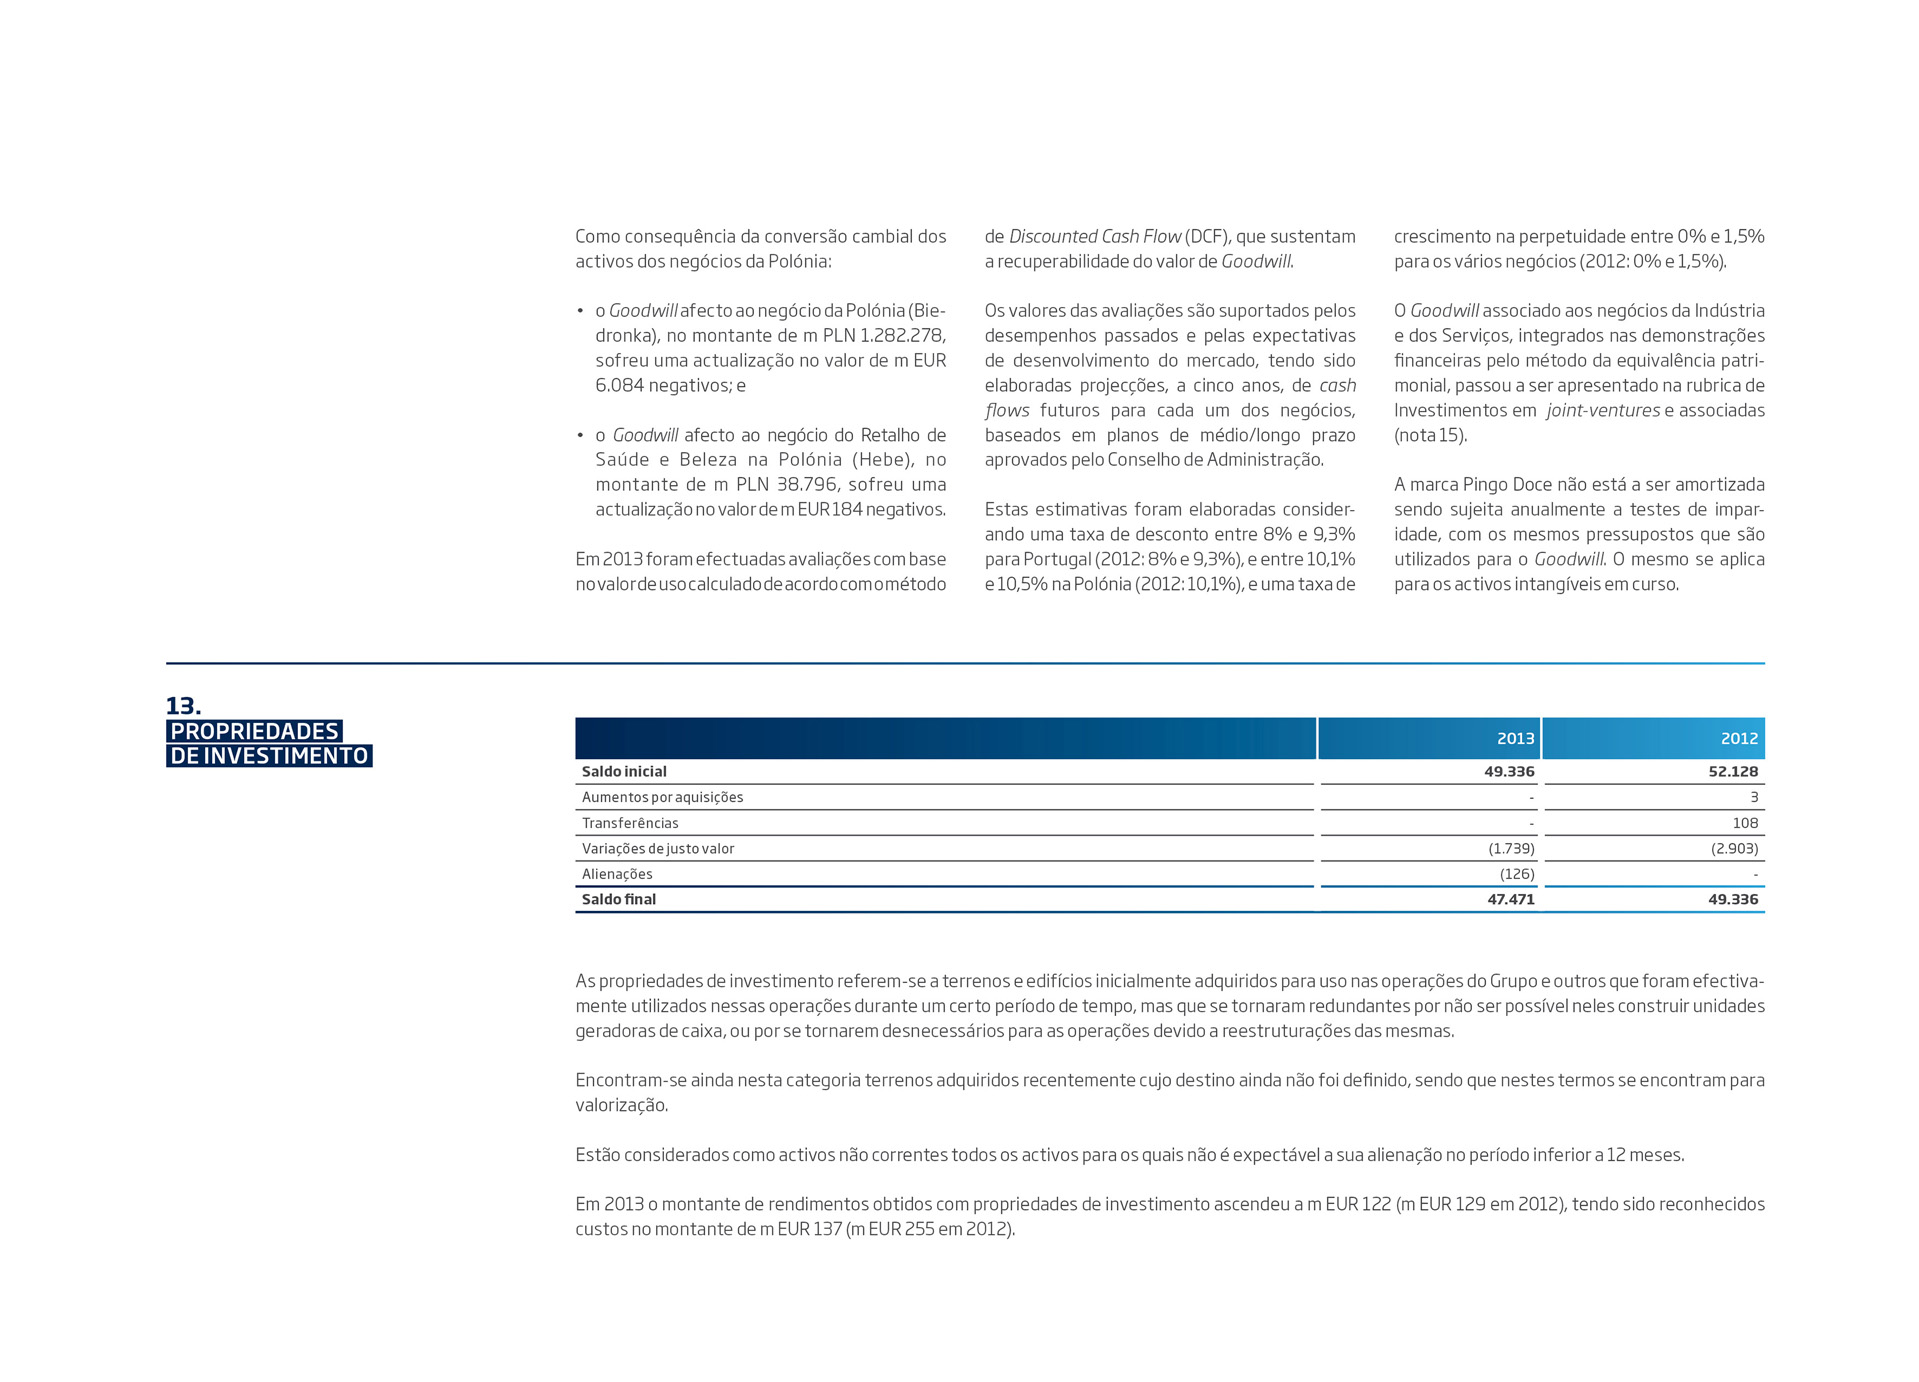 Como consequência da conversão cambial dos
activos dos negócios da Polónia:
• o Goodwill afecto ao negócio da Polónia (Bie-
dronka), no montante de m PLN 1.282.278,
sofreu uma actualização no valor de m EUR
6.084 negativos; e
• o Goodwill afecto ao negócio do Retalho de
Saúde e Beleza na Polónia (Hebe), no
montante de m PLN 38.796, sofreu uma
actualização no valor de m EUR 184 negativos.
Em 2013 foram efectuadas avaliações com base
no valor de uso calculado de acordo com o método
de Discounted Cash Flow (DCF), que sustentam
a recuperabilidade do valor de Goodwill.
Os valores das avaliações são suportados pelos
desempenhos passados e pelas expectativas
de desenvolvimento do mercado, tendo sido
elaboradas projecções, a cinco anos, de cash
flows futuros para cada um dos negócios,
baseados em planos de médio/longo prazo
aprovados pelo Conselho de Administração.
Estas estimativas foram elaboradas consider-
ando uma taxa de desconto entre 8% e 9,3%
para Portugal (2012: 8% e 9,3%), e entre 10,1%
e 10,5% na Polónia (2012: 10,1%), e uma taxa de
crescimento na perpetuidade entre 0% e 1,5%
para os vários negócios (2012: 0% e 1,5%).
O Goodwill associado aos negócios da Indústria
e dos Serviços, integrados nas demonstrações
financeiras pelo método da equivalência patri-
monial, passou a ser apresentado na rubrica de
Investimentos em joint-ventures e associadas
(nota 15).
A marca Pingo Doce não está a ser amortizada
sendo sujeita anualmente a testes de impar-
idade, com os mesmos pressupostos que são
utilizados para o Goodwill. O mesmo se aplica
para os activos intangíveis em curso.
13.
PROPRIEDADES
DE INVESTIMENTO
2013 2012
Saldo inicial 49.336 52.128
Aumentos por aquisições - 3
Transferências - 108
Variações de justo valor (1.739) (2.903)
Alienações (126) -
Saldo final 47.471 49.336
As propriedades de investimento referem-se a terrenos e edifícios inicialmente adquiridos para uso nas operações do Grupo e outros que foram efectiva-
mente utilizados nessas operações durante um certo período de tempo, mas que se tornaram redundantes por não ser possível neles construir unidades
geradoras de caixa, ou por se tornarem desnecessários para as operações devido a reestruturações das mesmas.
Encontram-se ainda nesta categoria terrenos adquiridos recentemente cujo destino ainda não foi definido, sendo que nestes termos se encontram para
valorização.
Estão considerados como activos não correntes todos os activos para os quais não é expectável a sua alienação no período inferior a 12 meses.
Em 2013 o montante de rendimentos obtidos com propriedades de investimento ascendeu a m EUR 122 (m EUR 129 em 2012), tendo sido reconhecidos
custos no montante de m EUR 137 (m EUR 255 em 2012).